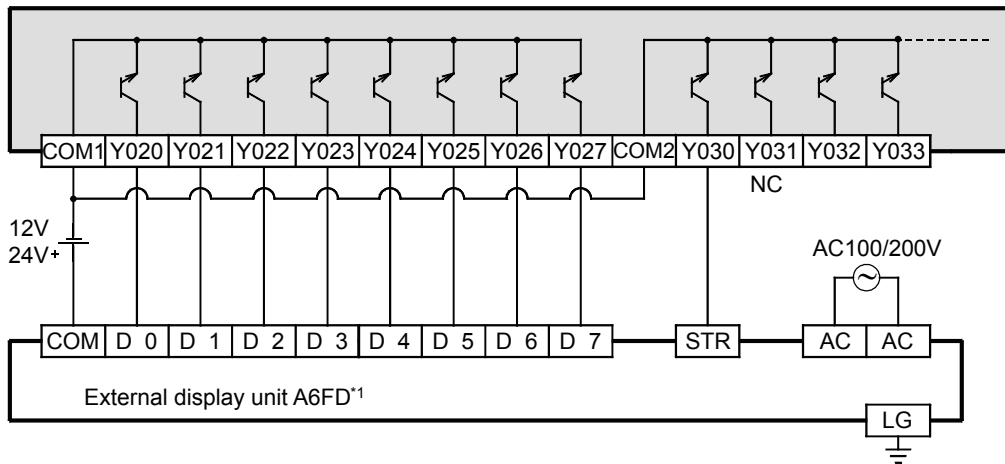 COM1 Y020 Y021 Y022 Y023 Y024 Y025 Y026 Y027 COM2 Y030 Y031 Y032 Y033
NC
12V
24V+
AC100/200V
COM D 0 D 1 D 2 D 3 D 4 D 5 D 6 D 7 STR AC AC
External display unit A6FD*1
LG